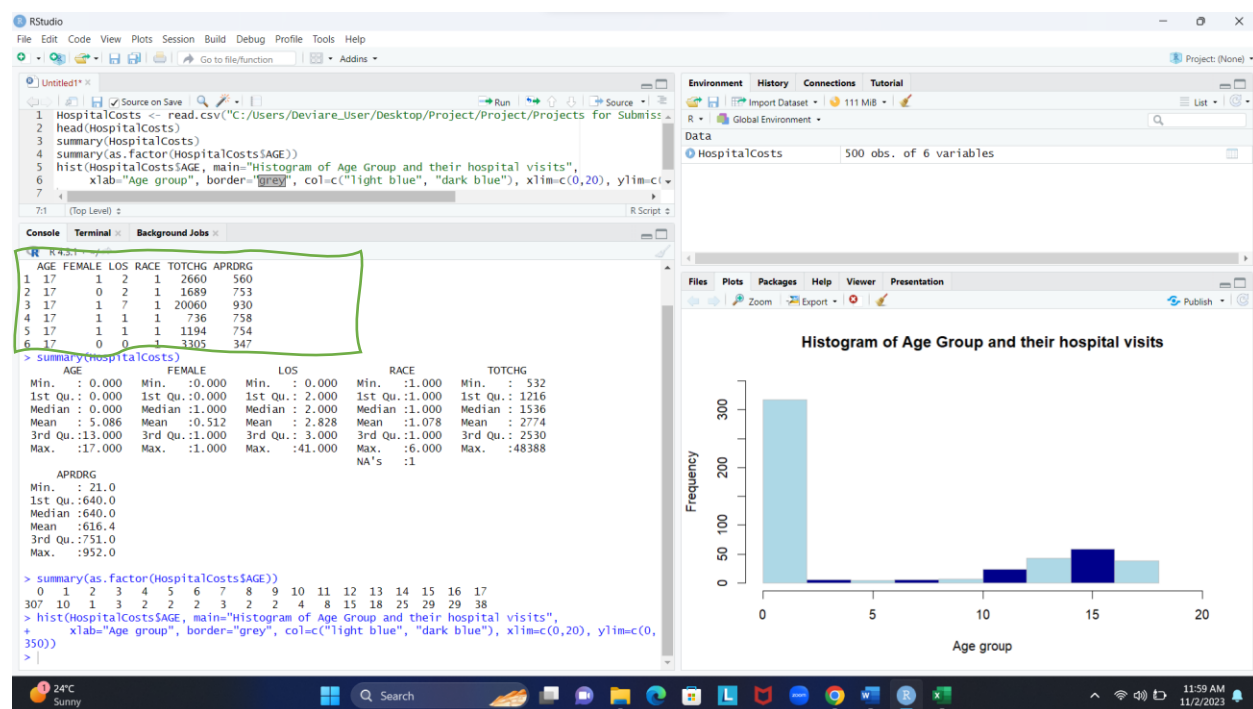 RStudio
File Edit Code View Plots Session Build Debug Profile Tools Help
Go to file/function Addins Project: (None)
Untitled1*
Source on Save Run Source
1 HospitalCosts <- read.csv("C:/Users/Deviare_User/Desktop/Project/Project/Projects for Submiss
2 head(HospitalCosts)
3 summary(HospitalCosts)
4 summary(as.factor(HospitalCosts$AGE))
5 hist(HospitalCosts$AGE, main="Histogram of Age Group and their hospital visits",
6 xlab="Age group", border="grey", col=c("light blue", "dark blue"), xlim=c(0,20), ylim=c(
7
7:1 (Top Level) R Script
Console Terminal Background Jobs
R 4.3.1
AGE FEMALE LOS RACE TOTCHG APRDRG
1 17 1 2 1 2660 560
2 17 0 2 1 1689 753
3 17 1 7 1 20060 930
4 17 1 1 1 736 758
5 17 1 1 1 1194 754
6 17 0 0 1 3305 347
> summary(HospitalCosts)
AGE FEMALE LOS RACE TOTCHG
Min. : 0.000 Min. :0.000 Min. : 0.000 Min. :1.000 Min. : 532
1st Qu.: 0.000 1st Qu.:0.000 1st Qu.: 2.000 1st Qu.:1.000 1st Qu.: 1216
Median : 0.000 Median :1.000 Median : 2.000 Median :1.000 Median : 1536
Mean : 5.086 Mean :0.512 Mean : 2.828 Mean :1.078 Mean : 2774
3rd Qu.:13.000 3rd Qu.:1.000 3rd Qu.: 3.000 3rd Qu.:1.000 3rd Qu.: 2530
Max. :17.000 Max. :1.000 Max. :41.000 Max. :6.000 Max. :48388
NA's :1
APRDRG
Min. : 21.0
1st Qu.:640.0
Median :640.0
Mean :616.4
3rd Qu.:751.0
Max. :952.0
> summary(as.factor(HospitalCosts$AGE))
0 1 2 3 4 5 6 7 8 9 10 11 12 13 14 15 16 17
307 10 1 3 2 2 2 3 2 2 4 8 15 18 25 29 29 38
> hist(HospitalCosts$AGE, main="Histogram of Age Group and their hospital visits",
+ xlab="Age group", border="grey", col=c("light blue", "dark blue"), xlim=c(0,20), ylim=c(0,
350))
>
Environment History Connections Tutorial
Import Dataset 111 MiB List
R Global Environment
Data
HospitalCosts 500 obs. of 6 variables
Files Plots Packages Help Viewer Presentation
Zoom Export Publish
Histogram of Age Group and their hospital visits
Frequency
300
200
100
50
0
0 5 10 15 20
Age group
1 24°C
Sunny
Search
L
zoom
W
R
X
11:59 AM
11/2/2023